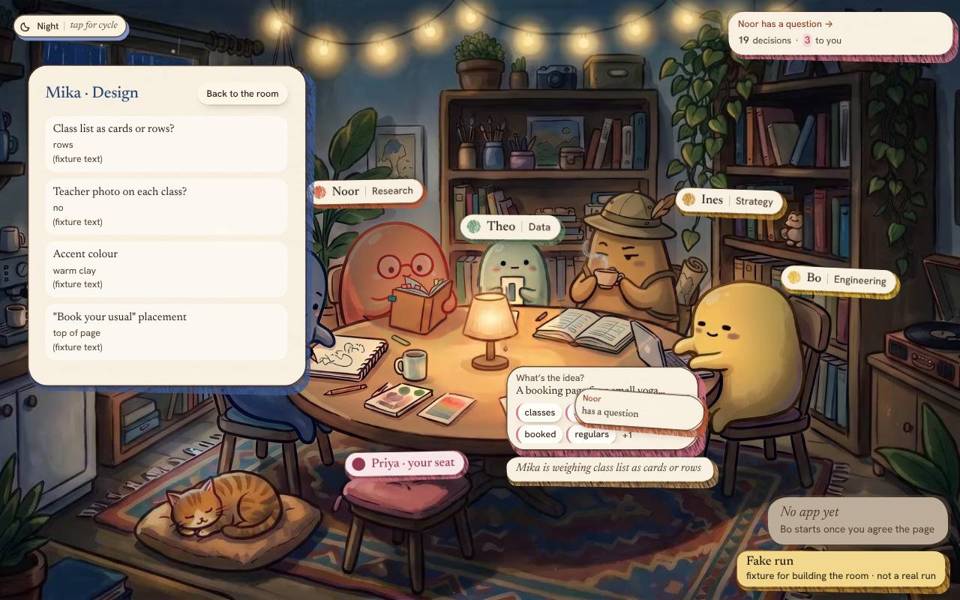 Night | tap for cycle
Noor has a question →
19 decisions · 3 to you
Mika · Design
Back to the room
Class list as cards or rows?
rows
(fixture text)
Teacher photo on each class?
no
(fixture text)
Accent colour
warm clay
(fixture text)
"Book your usual" placement
top of page
(fixture text)
Noor | Research
Theo | Data
Ines | Strategy
Bo | Engineering
What's the idea?
A booking page small yoga...
classes
Noor
has a question
booked
regulars
+1
Mika is weighing class list as cards or rows
Priya · your seat
No app yet
Bo starts once you agree the page
Fake run
fixture for building the room · not a real run